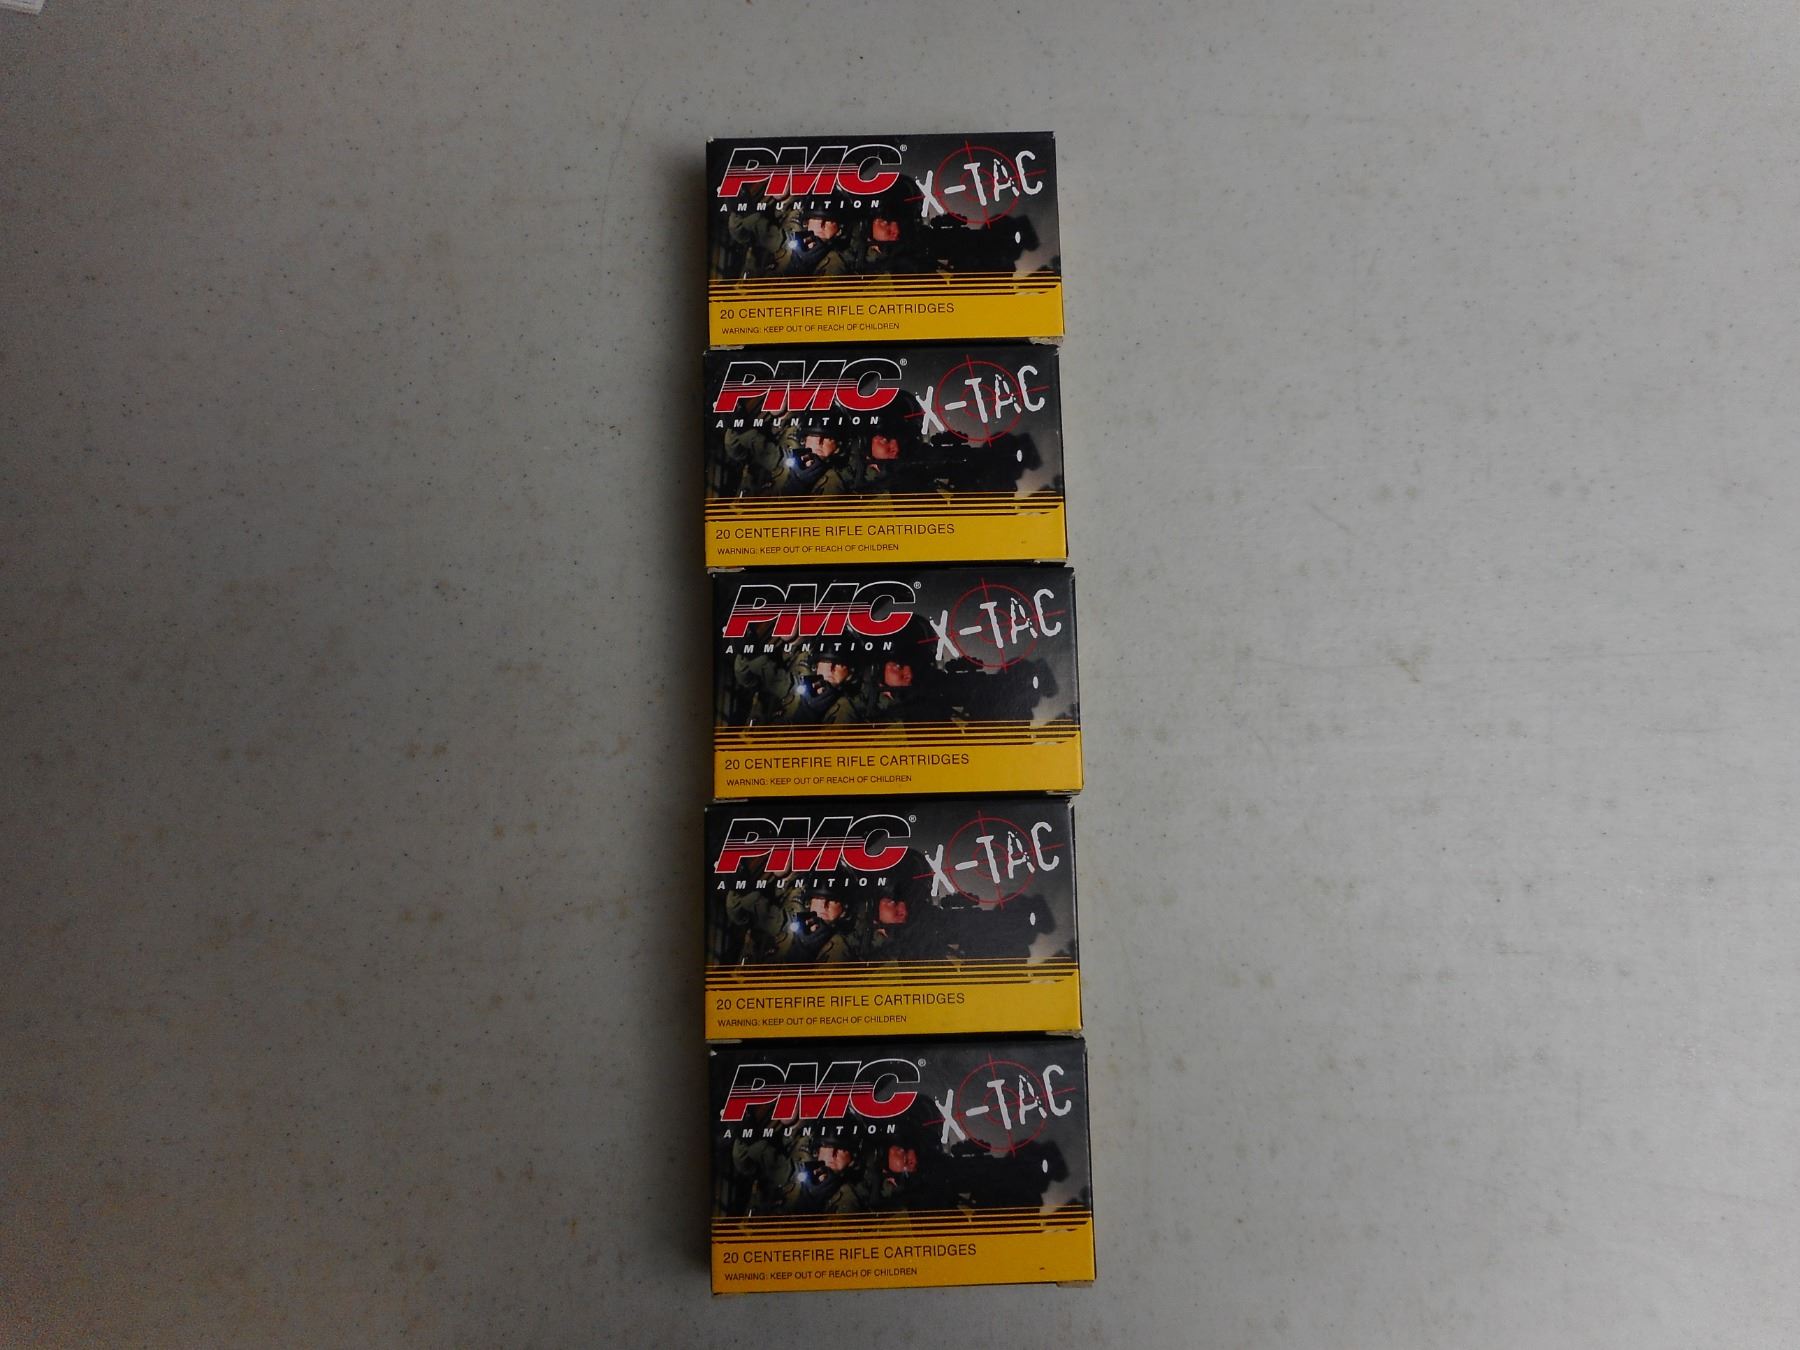 PMC® X-TAC
AMMUNITION
20 CENTERFIRE RIFLE CARTRIDGES
WARNING: KEEP OUT OF REACH OF CHILDREN
PMC® X-TAC
AMMUNITION
20 CENTERFIRE RIFLE CARTRIDGES
WARNING: KEEP OUT OF REACH OF CHILDREN
PMC® X-TAC
AMMUNITION
20 CENTERFIRE RIFLE CARTRIDGES
WARNING: KEEP OUT OF REACH OF CHILDREN
PMC® X-TAC
AMMUNITION
20 CENTERFIRE RIFLE CARTRIDGES
WARNING: KEEP OUT OF REACH OF CHILDREN
PMC® X-TAC
AMMUNITION
20 CENTERFIRE RIFLE CARTRIDGES
WARNING: KEEP OUT OF REACH OF CHILDREN